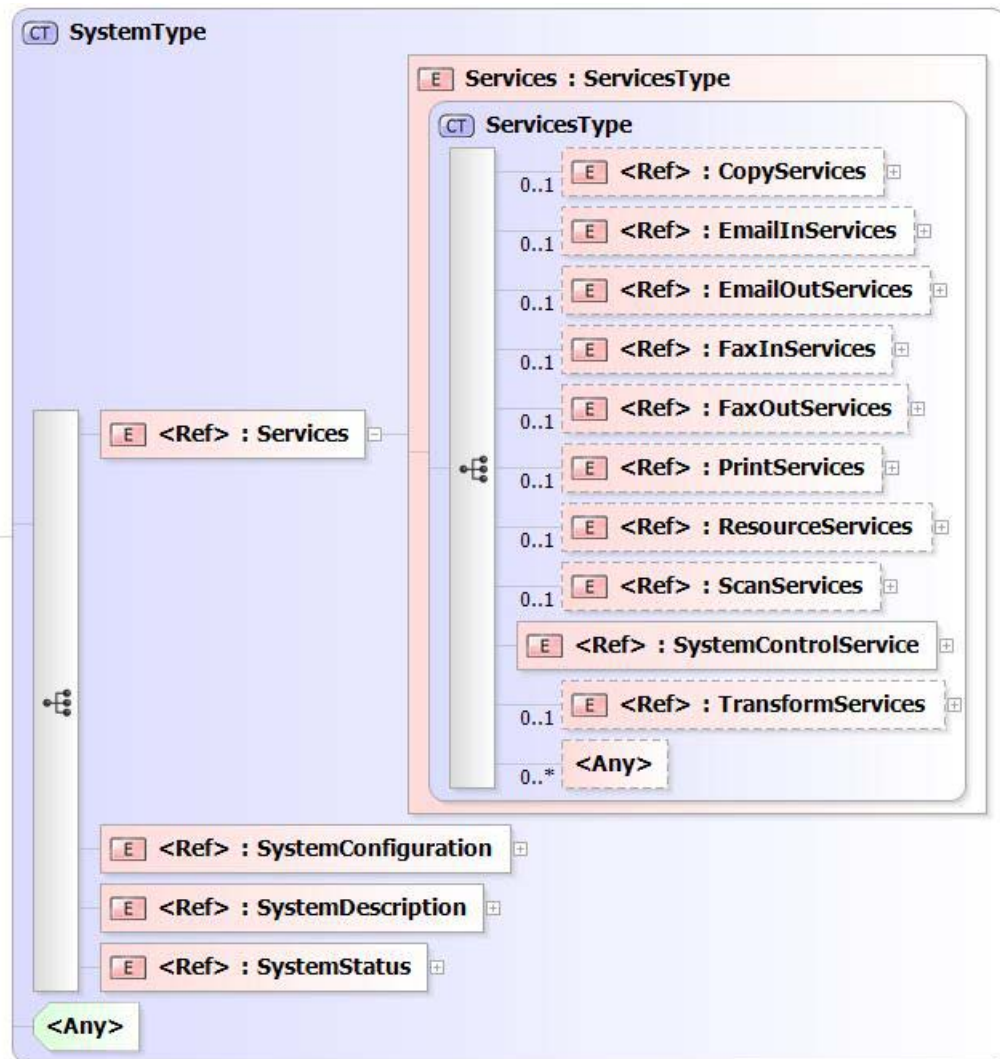 CT SystemType
E Services : ServicesType
CT ServicesType
0..1 E <Ref> : CopyServices
0..1 E <Ref> : EmailInServices
0..1 E <Ref> : EmailOutServices
0..1 E <Ref> : FaxInServices
0..1 E <Ref> : FaxOutServices
E <Ref> : Services
0..1 E <Ref> : PrintServices
0..1 E <Ref> : ResourceServices
0..1 E <Ref> : ScanServices
E <Ref> : SystemControlService
0..1 E <Ref> : TransformServices
0..* <Any>
E <Ref> : SystemConfiguration
E <Ref> : SystemDescription
E <Ref> : SystemStatus
<Any>